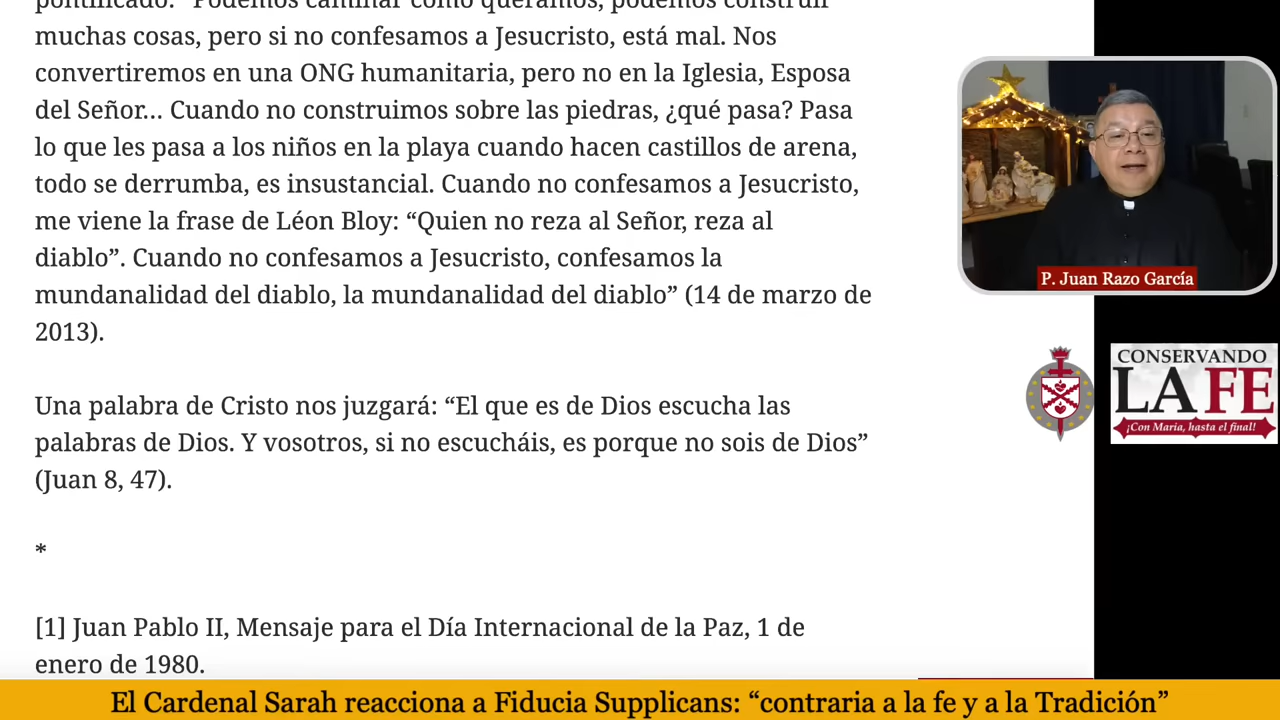 pontificado: “Podemos caminar como queramos, podemos construir
muchas cosas, pero si no confesamos a Jesucristo, está mal. Nos
convertiremos en una ONG humanitaria, pero no en la Iglesia, Esposa
del Señor... Cuando no construimos sobre las piedras, ¿qué pasa? Pasa
lo que les pasa a los niños en la playa cuando hacen castillos de arena,
todo se derrumba, es insustancial. Cuando no confesamos a Jesucristo,
me viene la frase de Léon Bloy: “Quien no reza al Señor, reza al
diablo”. Cuando no confesamos a Jesucristo, confesamos la
mundanalidad del diablo, la mundanalidad del diablo” (14 de marzo de
2013).
Una palabra de Cristo nos juzgará: “El que es de Dios escucha las
palabras de Dios. Y vosotros, si no escucháis, es porque no sois de Dios”
(Juan 8, 47).
*
[1] Juan Pablo II, Mensaje para el Día Internacional de la Paz, 1 de
enero de 1980.
P. Juan Razo García
CONSERVANDO
LA FE
¡Con Maria, hasta el final!
El Cardenal Sarah reacciona a Fiducia Supplicans: “contraria a la fe y a la Tradición”